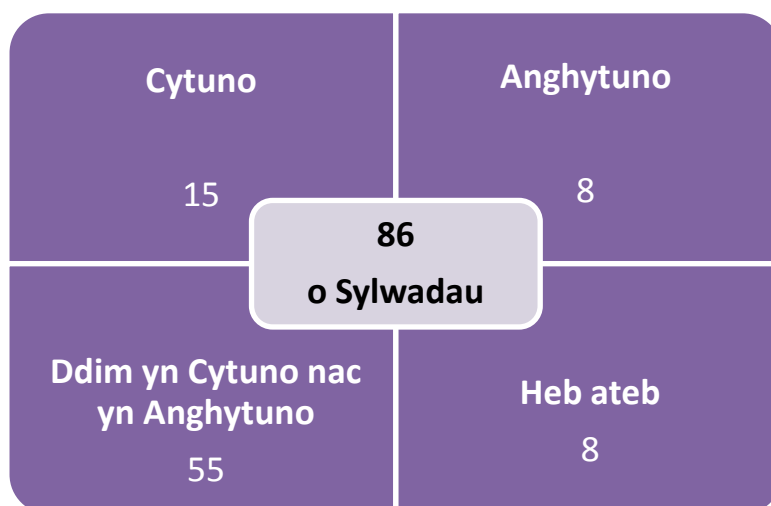 Cytuno
15
Anghytuno
8
86
o Sylwadau
Ddim yn Cytuno nac
yn Anghytuno
55
Heb ateb
8